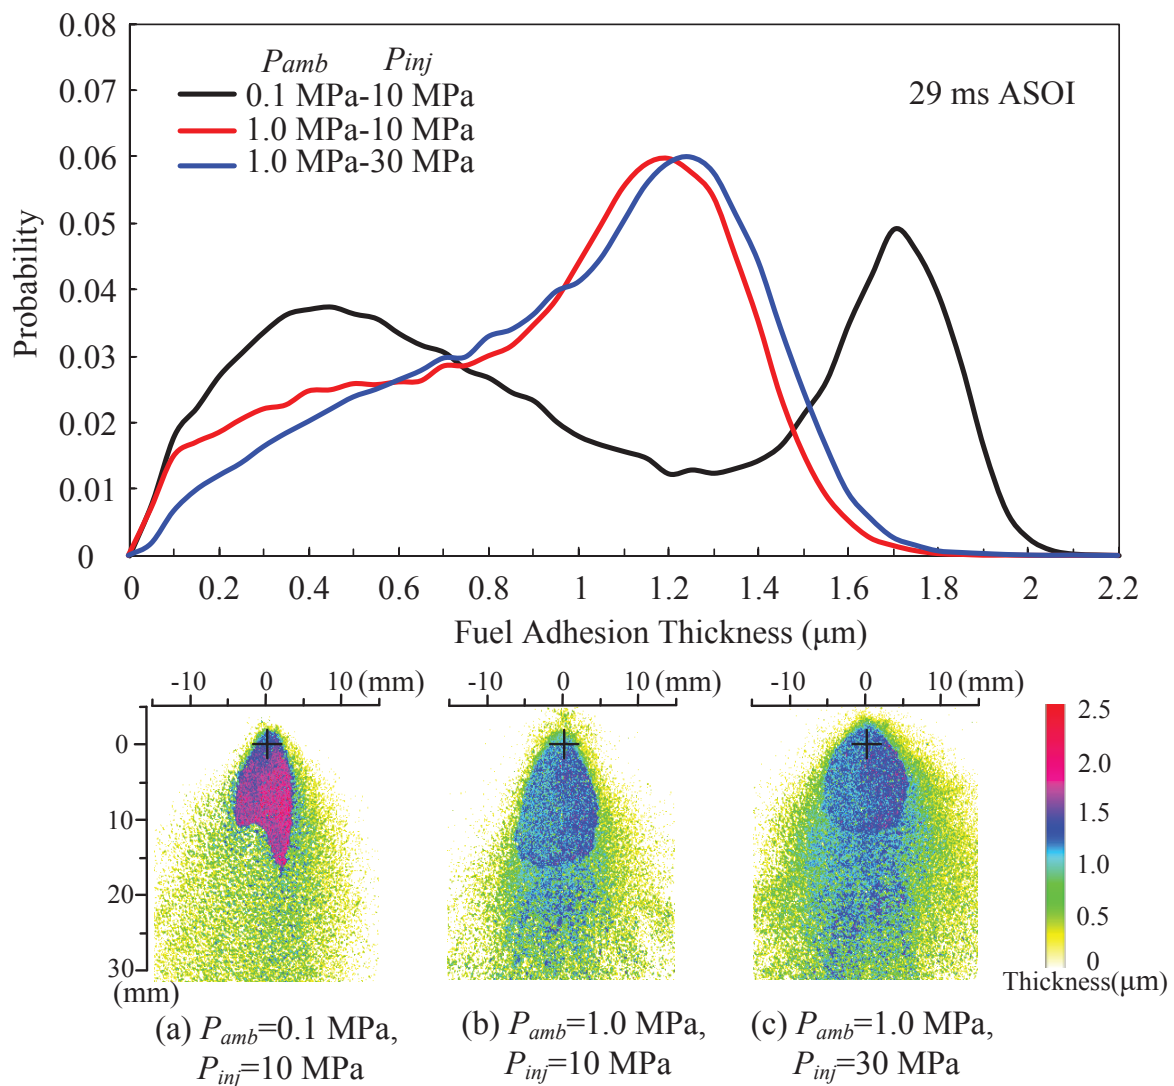 0.08
0.07
0.06
0.05
0.04
0.03
0.02
0.01
0
Probability
Pamb Pinj
0.1 MPa-10 MPa
1.0 MPa-10 MPa
1.0 MPa-30 MPa
29 ms ASOI
0 0.2 0.4 0.6 0.8 1.0 1.2 1.4 1.6 1.8 2 2.2
Fuel Adhesion Thickness (μm)
-10 0 10 (mm)
-10 0 10 (mm)
-10 0 10 (mm)
0
10
20
30
(mm)
2.5
2.0
1.5
1.0
0.5
0
Thickness(μm)
(a) Pamb=0.1 MPa,
Pinj=10 MPa
(b) Pamb=1.0 MPa,
Pinj=10 MPa
(c) Pamb=1.0 MPa,
Pinj=30 MPa